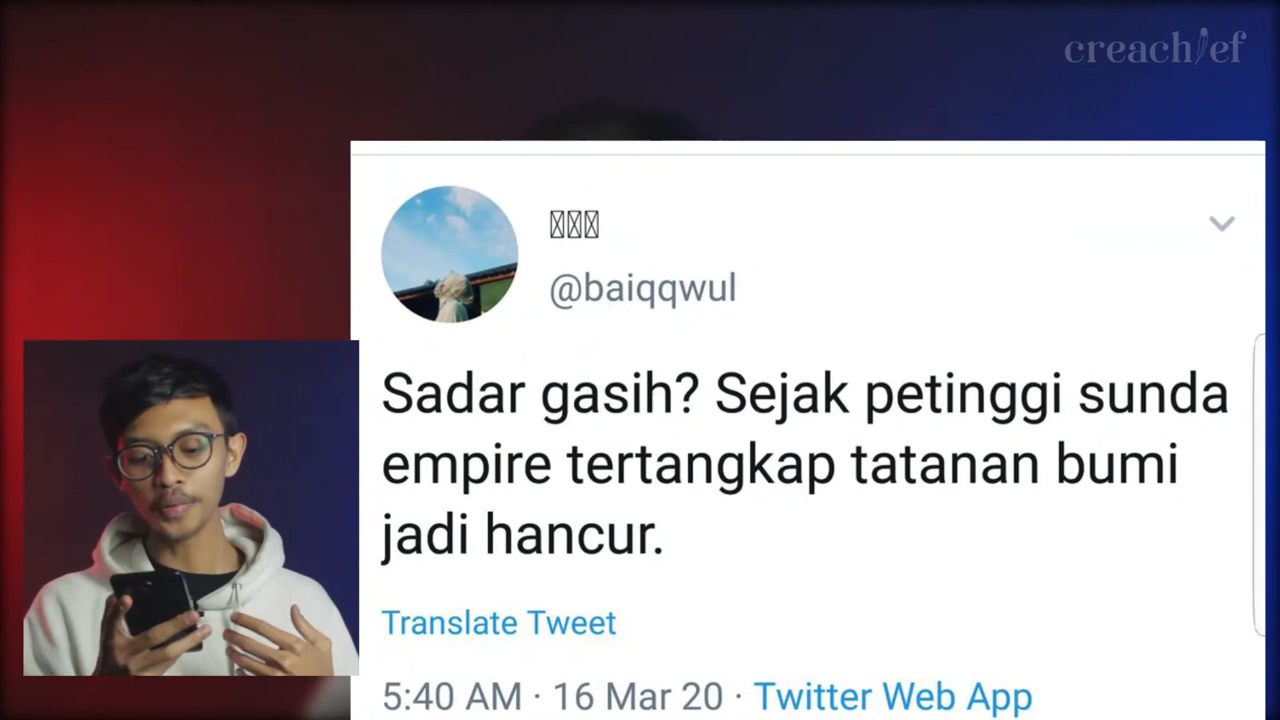 creachief
@baiqqwul
Sadar gasih? Sejak petinggi sunda
empire tertangkap tatanan bumi
jadi hancur.
Translate Tweet
5:40 AM · 16 Mar 20 · Twitter Web App